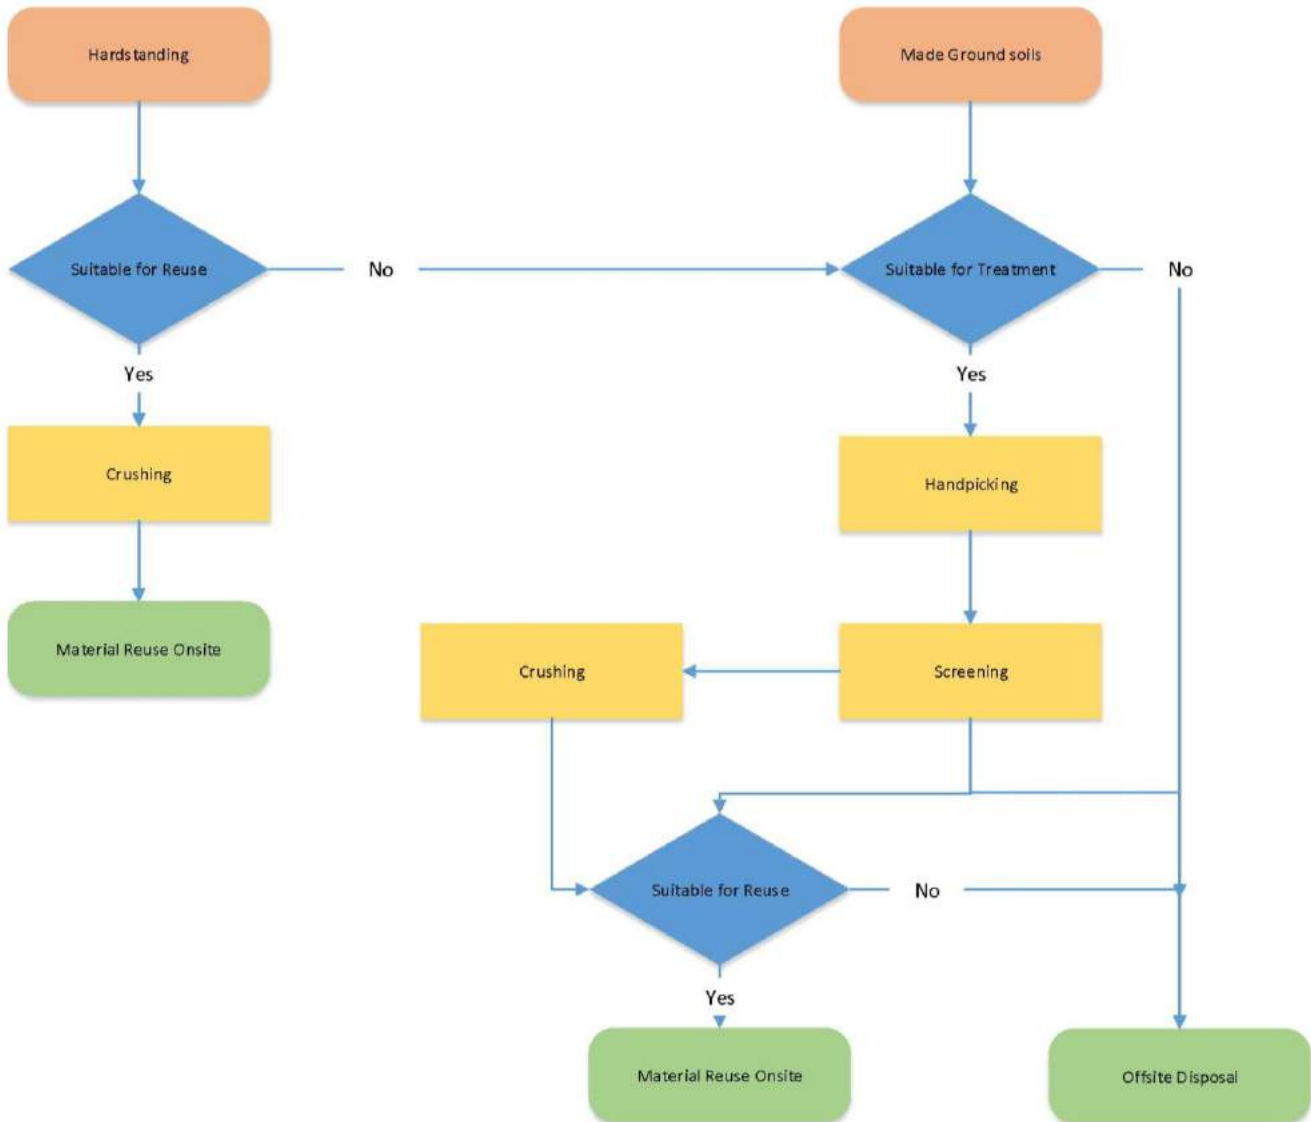 Hardstanding
Made Ground soils
Suitable for Reuse
No
Suitable for Treatment
No
Yes
Yes
Crushing
Handpicking
Material Reuse Onsite
Crushing
Screening
Suitable for Reuse
No
Yes
Material Reuse Onsite
Offsite Disposal